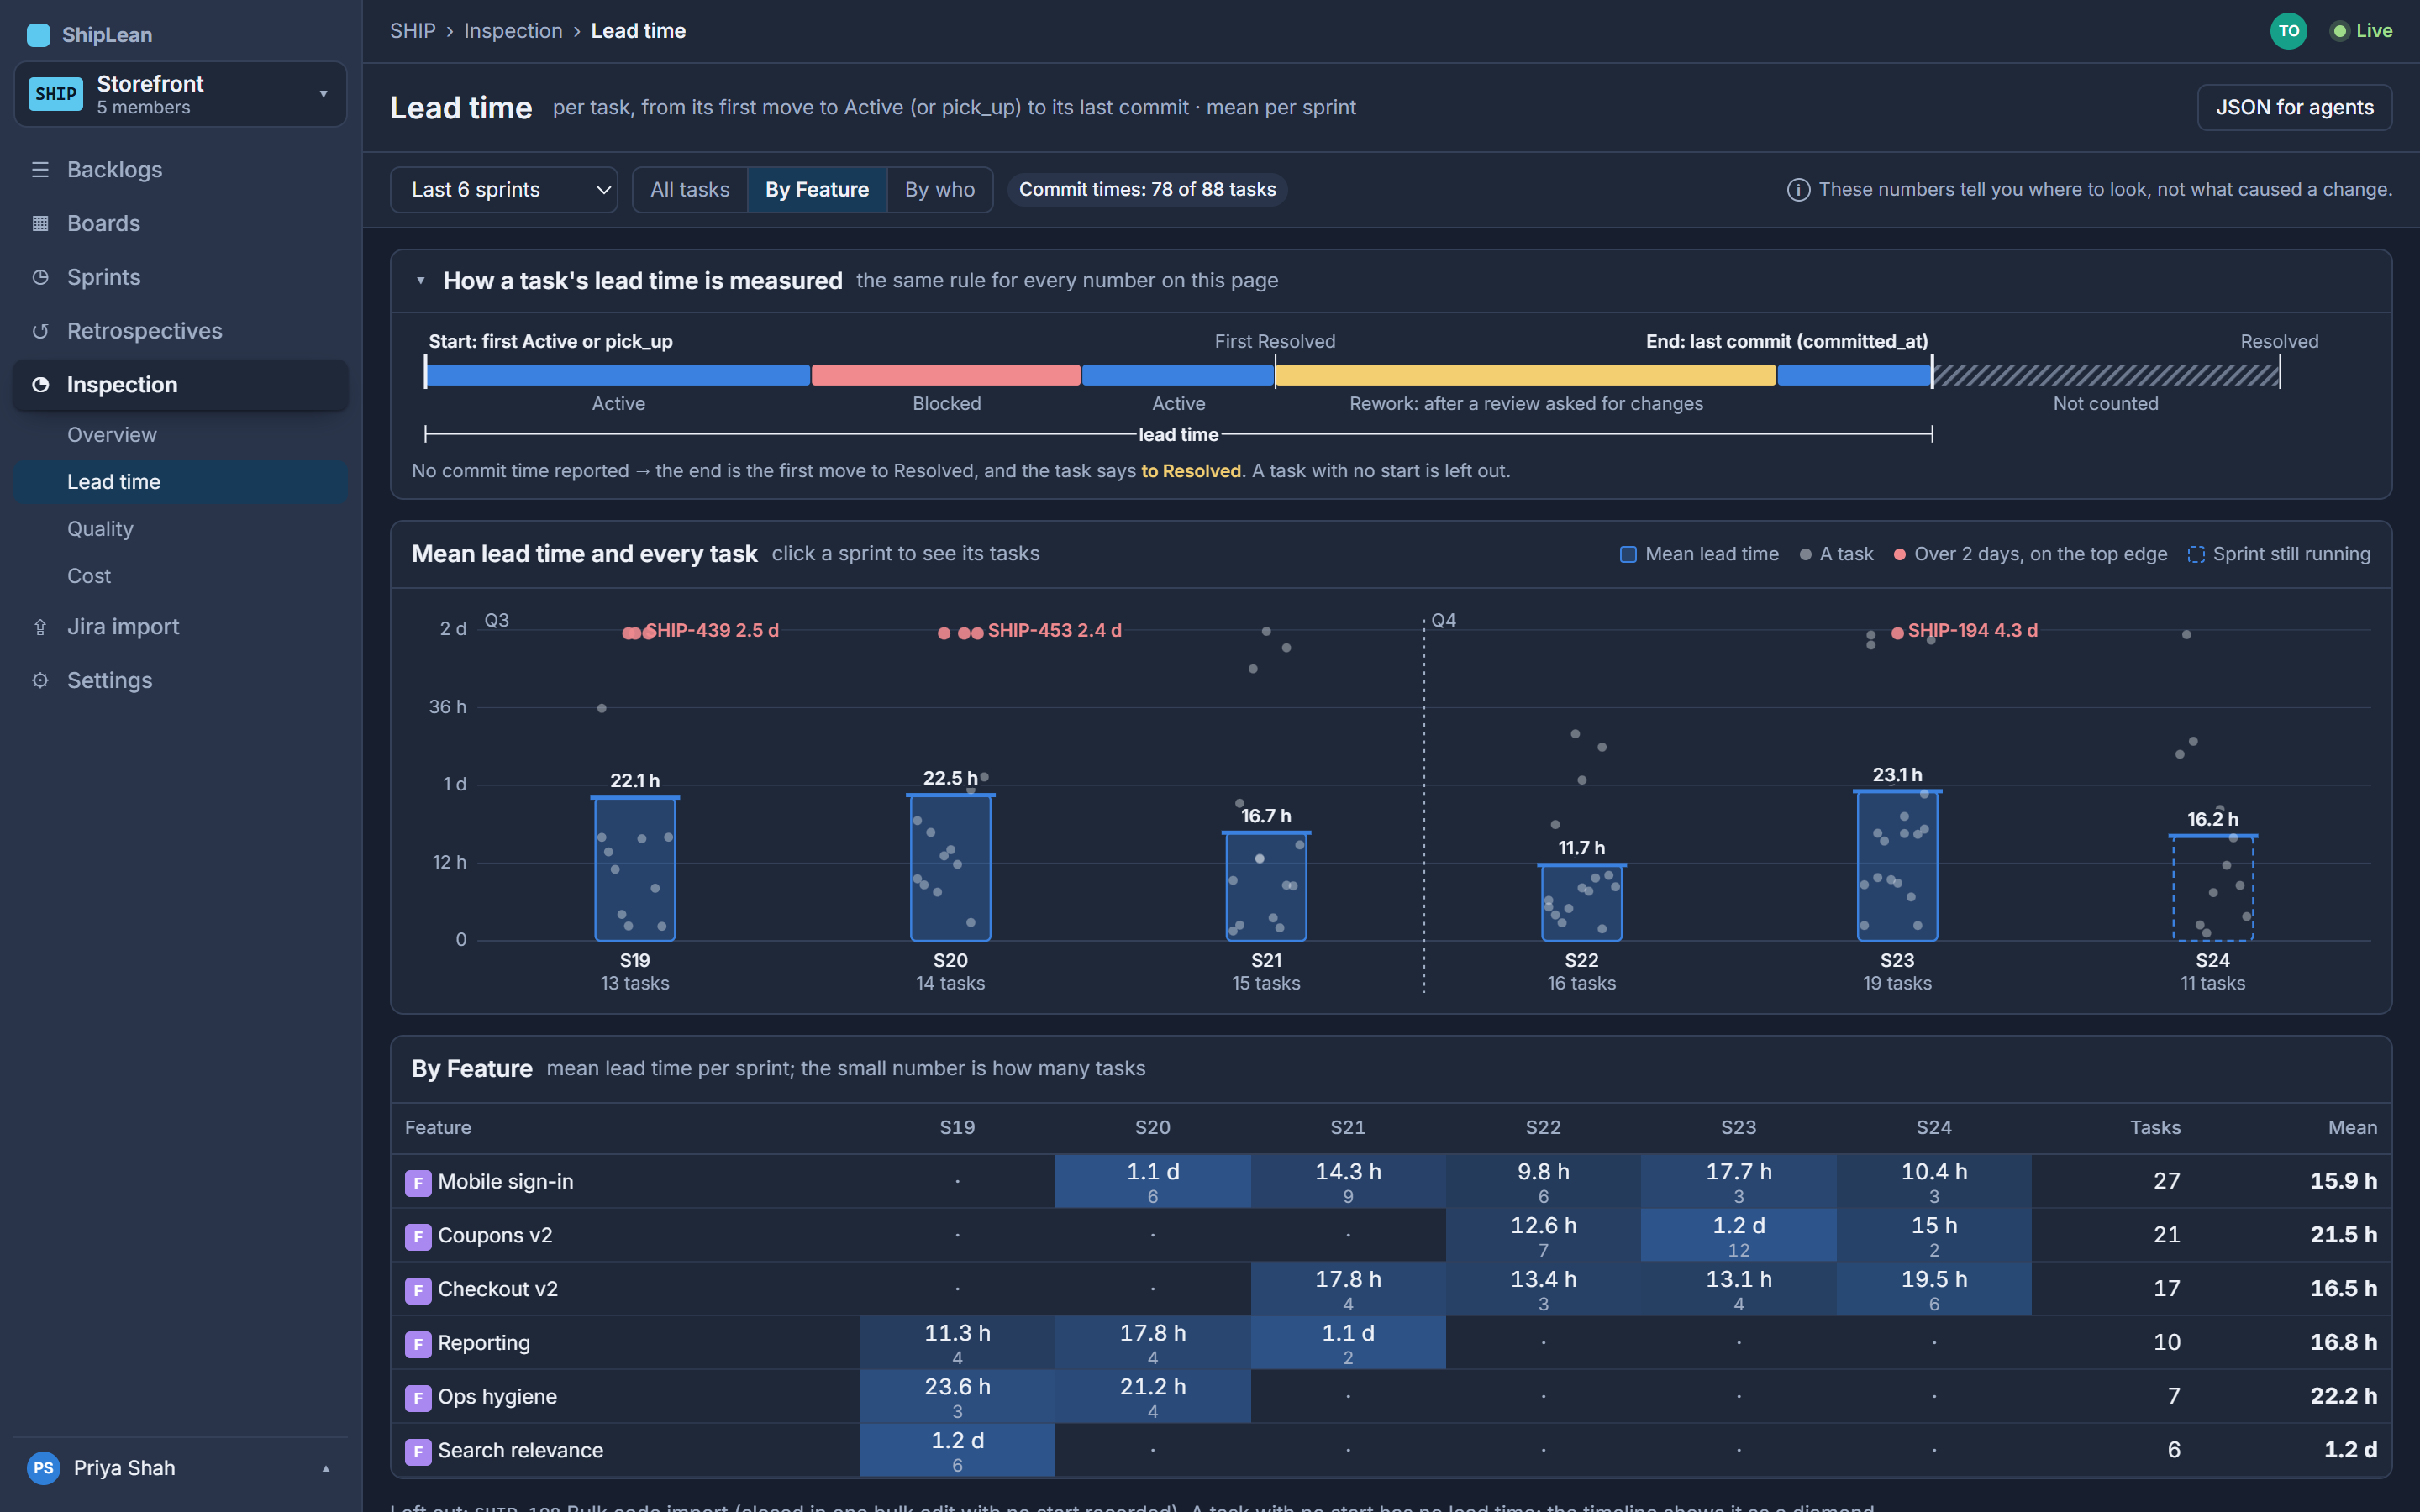 ShipLean
SHIP
Storefront
5 members
Backlogs
Boards
Sprints
Retrospectives
Inspection
Overview
Lead time
Quality
Cost
Jira import
Settings
PS Priya Shah
SHIP › Inspection › Lead time
TO Live
Lead time per task, from its first move to Active (or pick_up) to its last commit · mean per sprint
JSON for agents
Last 6 sprints All tasks By Feature By who Commit times: 78 of 88 tasks
These numbers tell you where to look, not what caused a change.
How a task's lead time is measured the same rule for every number on this page
Start: first Active or pick_up First Resolved End: last commit (committed_at) Resolved
Active Blocked Active Rework: after a review asked for changes Not counted
lead time
No commit time reported → the end is the first move to Resolved, and the task says to Resolved. A task with no start is left out.
Mean lead time and every task click a sprint to see its tasks
Mean lead time A task Over 2 days, on the top edge Sprint still running
Q3 Q4
2 d SHIP-439 2.5 d SHIP-453 2.4 d SHIP-194 4.3 d
36 h
1 d
12 h
0
22.1 h 22.5 h 16.7 h 11.7 h 23.1 h 16.2 h
S19 S20 S21 S22 S23 S24
13 tasks 14 tasks 15 tasks 16 tasks 19 tasks 11 tasks
By Feature mean lead time per sprint; the small number is how many tasks
Feature S19 S20 S21 S22 S23 S24 Tasks Mean
F Mobile sign-in · 1.1 d 14.3 h 9.8 h 17.7 h 10.4 h 27 15.9 h
6 9 6 3 3
F Coupons v2 · · · 12.6 h 1.2 d 15 h 21 21.5 h
7 12 2
F Checkout v2 · · 17.8 h 13.4 h 13.1 h 19.5 h 17 16.5 h
4 3 4 6
F Reporting 11.3 h 17.8 h 1.1 d · · · 10 16.8 h
4 4 2
F Ops hygiene 23.6 h 21.2 h · · · · 7 22.2 h
3 4
F Search relevance 1.2 d · · · · · 6 1.2 d
6